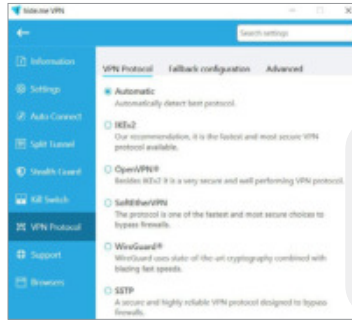 hide.me VPN
Search settings
Information
VPN Protocol
Fallback configuration
Advanced
Settings
Automatic
Automatically detect best protocol.
Auto Connect
IKEv2
Our recommendation, it is the fastest and most secure VPN
protocol available.
Split Tunnel
OpenVPN®
Stealth Guard
Besides IKEv2 it is a very secure and well performing VPN protocol.
Kill Switch
SoftEtherVPN
The protocol is one of the fastest and most secure choices to
bypass firewalls.
VPN Protocol
WireGuard®
Support
WireGuard uses state-of-the-art cryptography combined with
blazing fast speeds.
Browsers
SSTP
A secure and highly reliable VPN protocol designed to bypass
firewalls.